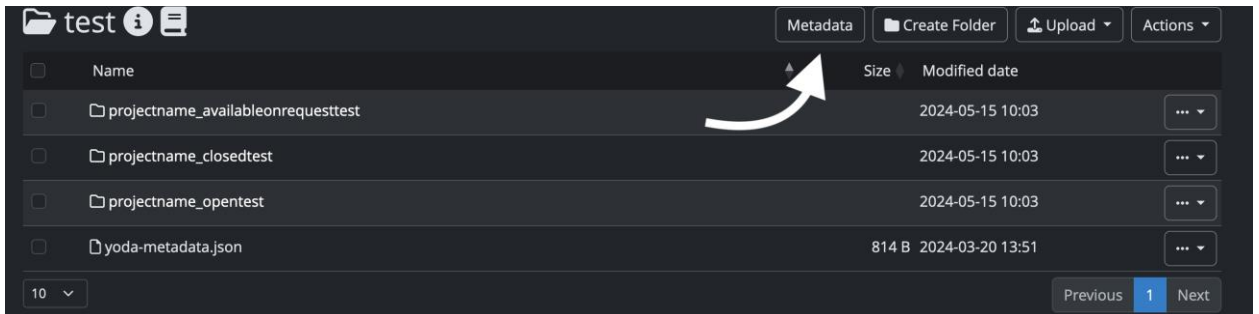 test
Metadata Create Folder Upload Actions
Name Size Modified date
projectname_availableonrequesttest 2024-05-15 10:03
projectname_closedtest 2024-05-15 10:03
projectname_opentest 2024-05-15 10:03
yoda-metadata.json 814 B 2024-03-20 13:51
10 Previous 1 Next